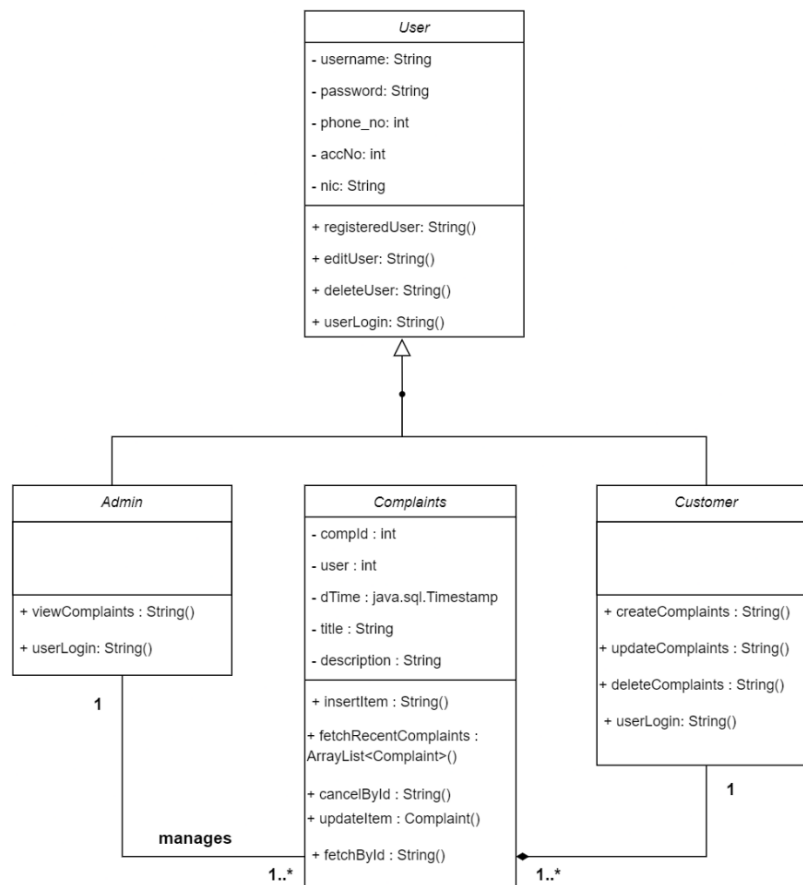 User
- username: String
- password: String
- phone_no: int
- accNo: int
- nic: String
+ registeredUser: String()
+ editUser: String()
+ deleteUser: String()
+ userLogin: String()
Admin
+ viewComplaints : String()
+ userLogin: String()
1
manages
1..*
Complaints
- compId : int
- user : int
- dTime : java.sql.Timestamp
- title : String
- description : String
+ insertItem : String()
+ fetchRecentComplaints :
ArrayList<Complaint>()
+ cancelById : String()
+ updateItem : Complaint()
+ fetchById : String()
Customer
+ createComplaints : String()
+ updateComplaints : String()
+ deleteComplaints : String()
+ userLogin: String()
1
1..*